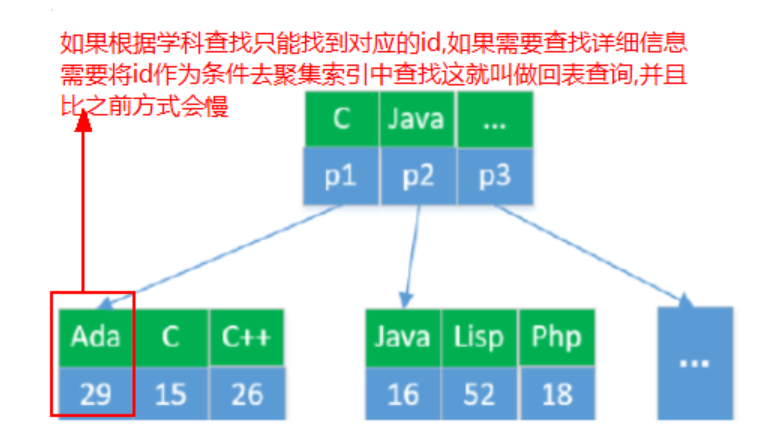 如果根据学科查找只能找到对应的id,如果需要查找详细信息
需要将id作为条件去聚集索引中查找这就叫做回表查询,并且
比之前方式会慢
C Java ...
p1 p2 p3
Ada C C++ Java Lisp Php ...
29 15 26 16 52 18